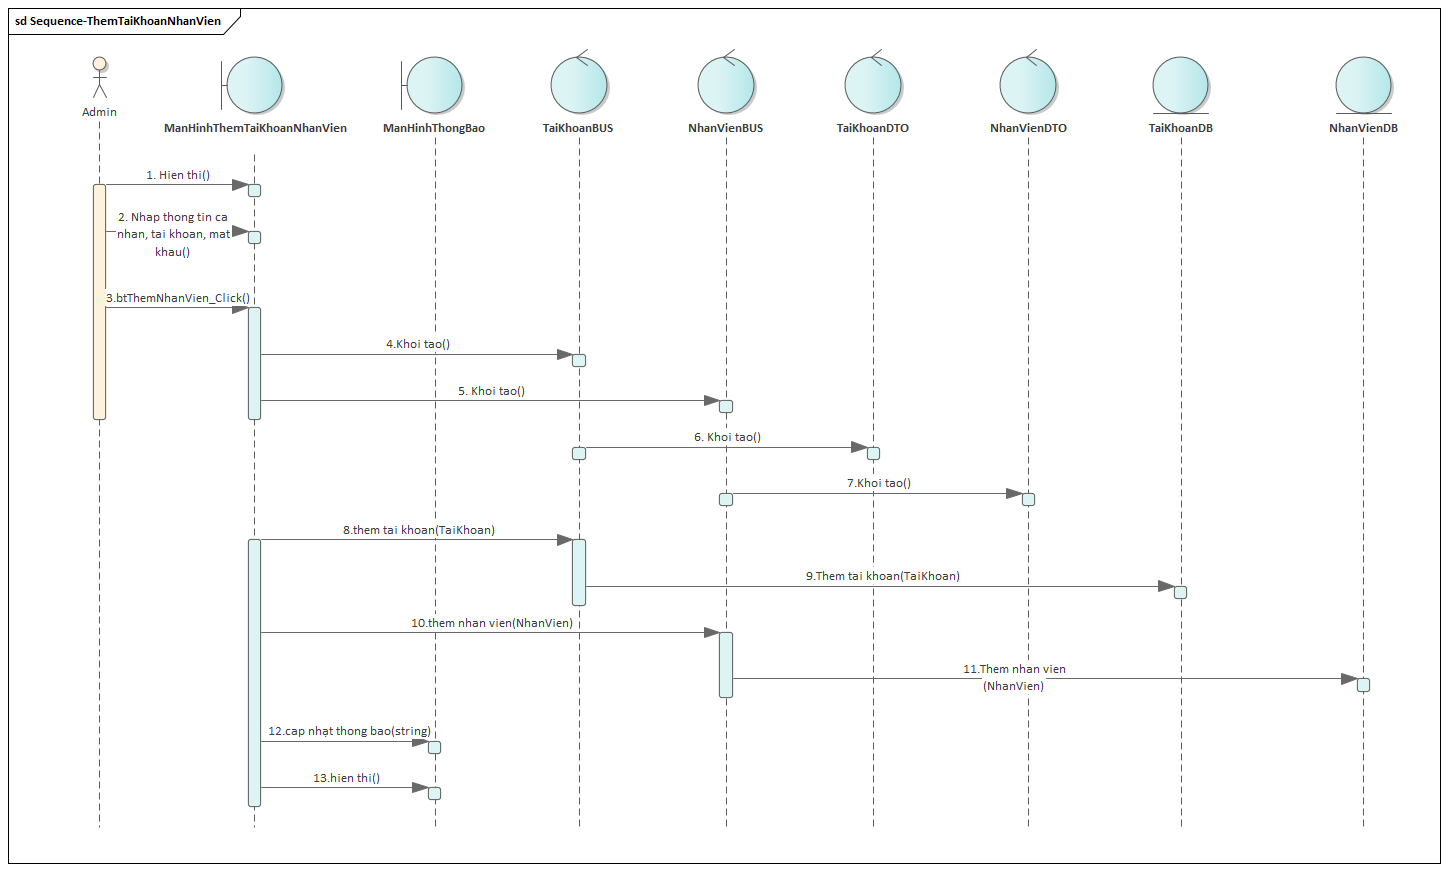 sd Sequence-ThemTaiKhoanNhanVien
Admin
ManHinhThemTaiKhoanNhanVien
ManHinhThongBao
TaiKhoanBUS
NhanVienBUS
TaiKhoanDTO
NhanVienDTO
TaiKhoanDB
NhanVienDB
1. Hien thi()
2. Nhap thong tin ca
nhan, tai khoan, mat
khau()
3.btThemNhanVien_Click()
4.Khoi tao()
5. Khoi tao()
6. Khoi tao()
7.Khoi tao()
8.them tai khoan(TaiKhoan)
9.Them tai khoan(TaiKhoan)
10.them nhan vien(NhanVien)
11.Them nhan vien
(NhanVien)
12.cap nhạt thong bao(string)
13.hien thi()